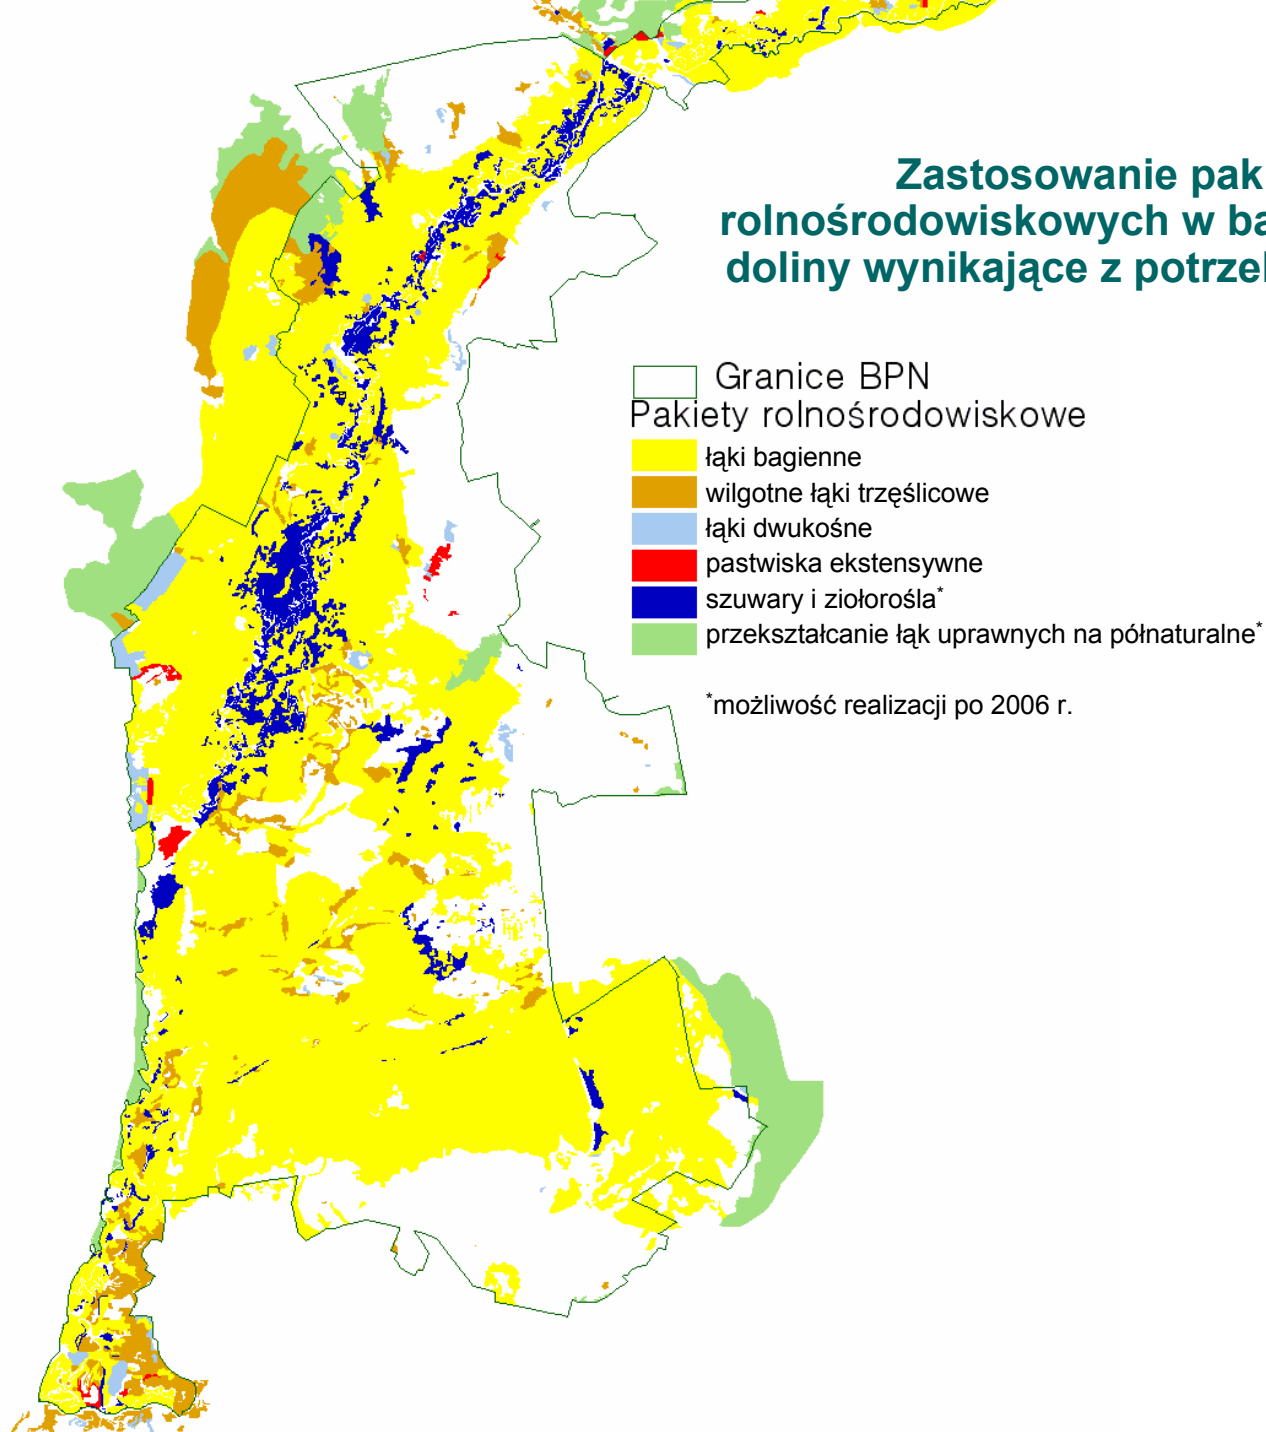 Zastosowanie pak
rolnośrodowiskowych w ba
doliny wynikające z potrze
Granice BPN
Pakiety rolnośrodowiskowe
łąki bagienne
wilgotne łąki trzęślicowe
łąki dwukośne
pastwiska ekstensywne
szuwary i ziołorośla*
przekształcanie łąk uprawnych na półnaturalne*
*możliwość realizacji po 2006 r.